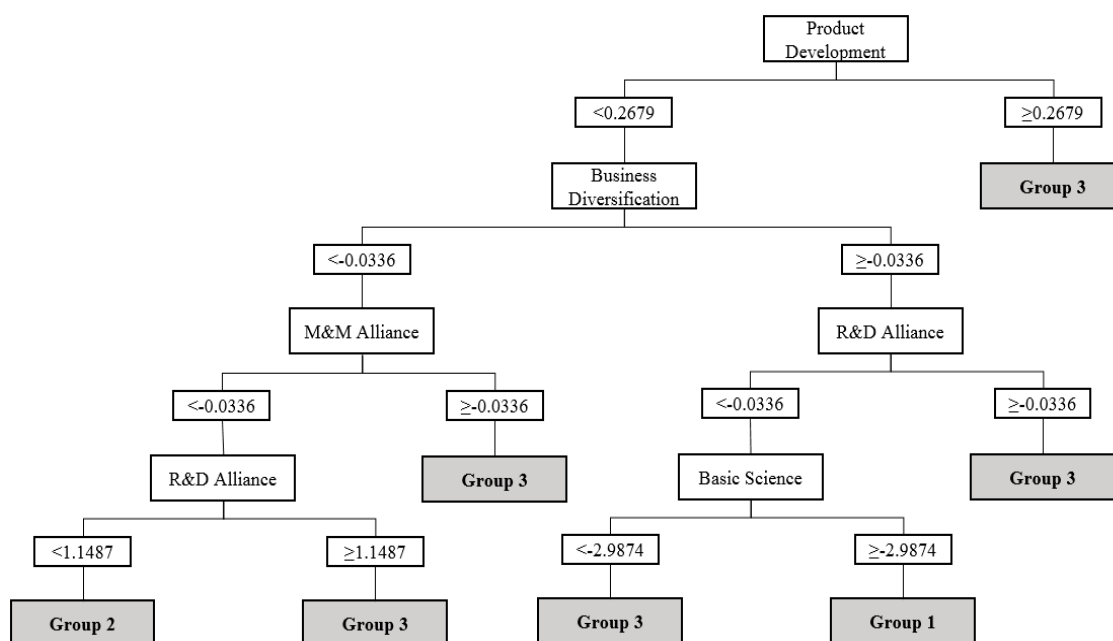 Product
Development
<0.2679
≥0.2679
Business
Diversification
Group 3
<-0.0336
≥-0.0336
M&M Alliance
R&D Alliance
<-0.0336
≥-0.0336
<-0.0336
≥-0.0336
R&D Alliance
Group 3
Basic Science
Group 3
<1.1487
≥1.1487
<-2.9874
≥-2.9874
Group 2
Group 3
Group 3
Group 1